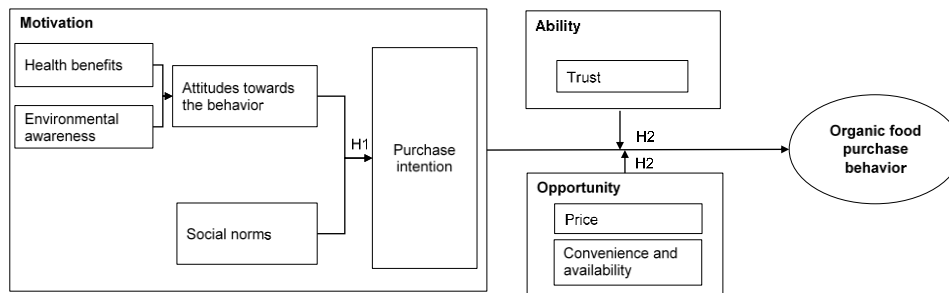 Motivation
Health benefits
Environmental
awareness
Attitudes towards
the behavior
Social norms
H1
Purchase
intention
Ability
Trust
H2
H2
Opportunity
Price
Convenience and
availability
Organic food
purchase
behavior